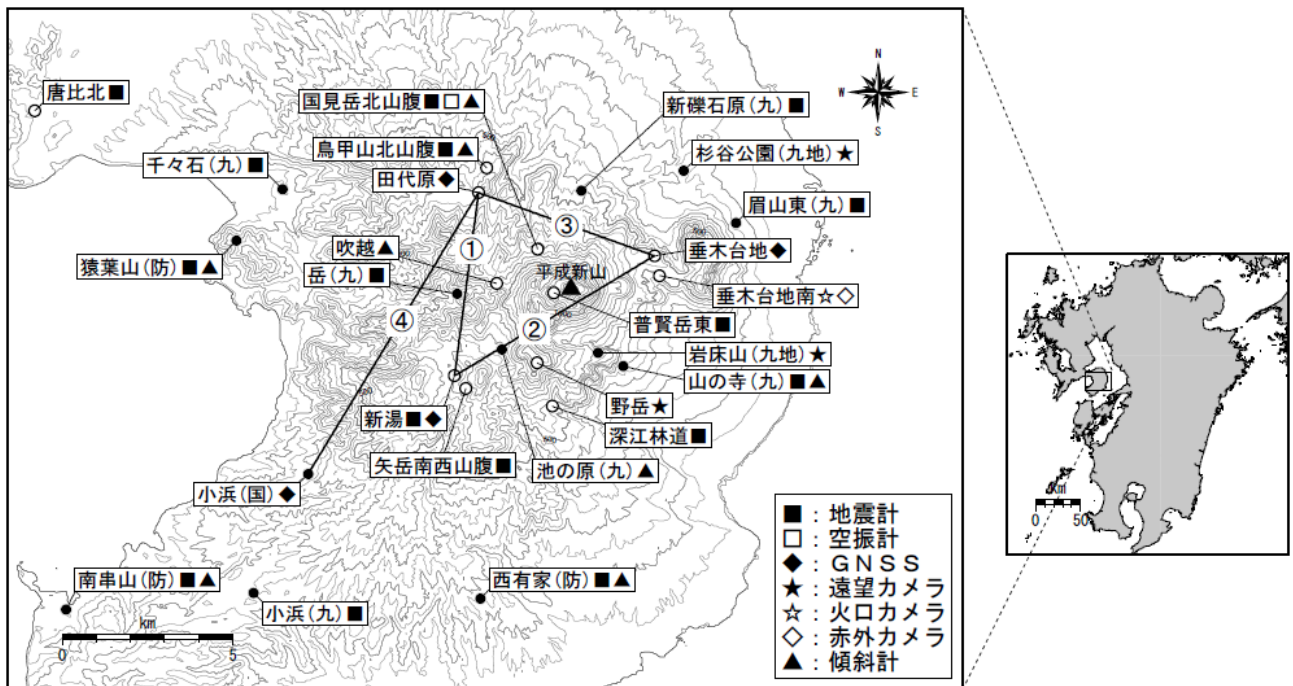 唐比北■
国見岳北山腹■□▲
新礫石原(九)■
N
W E
S
鳥甲山北山腹■▲
杉谷公園(九地)★
千々石(九)■
田代原◆
眉山東(九)■
③
①
吹越▲
垂木台地◆
猿葉山(防)■▲
岳(九)■
平成新山
垂木台地南☆◇
④
普賢岳東■
②
岩床山(九地)★
山の寺(九)■▲
野岳★
新湯■◆
深江林道■
矢岳南西山腹■
池の原(九)▲
小浜(国)◆
南串山(防)■▲
西有家(防)■▲
小浜(九)■
km
0 5
■:地震計
□:空振計
◆:GNSS
★:遠望カメラ
☆:火口カメラ
◇:赤外カメラ
▲:傾斜計
km
0 50